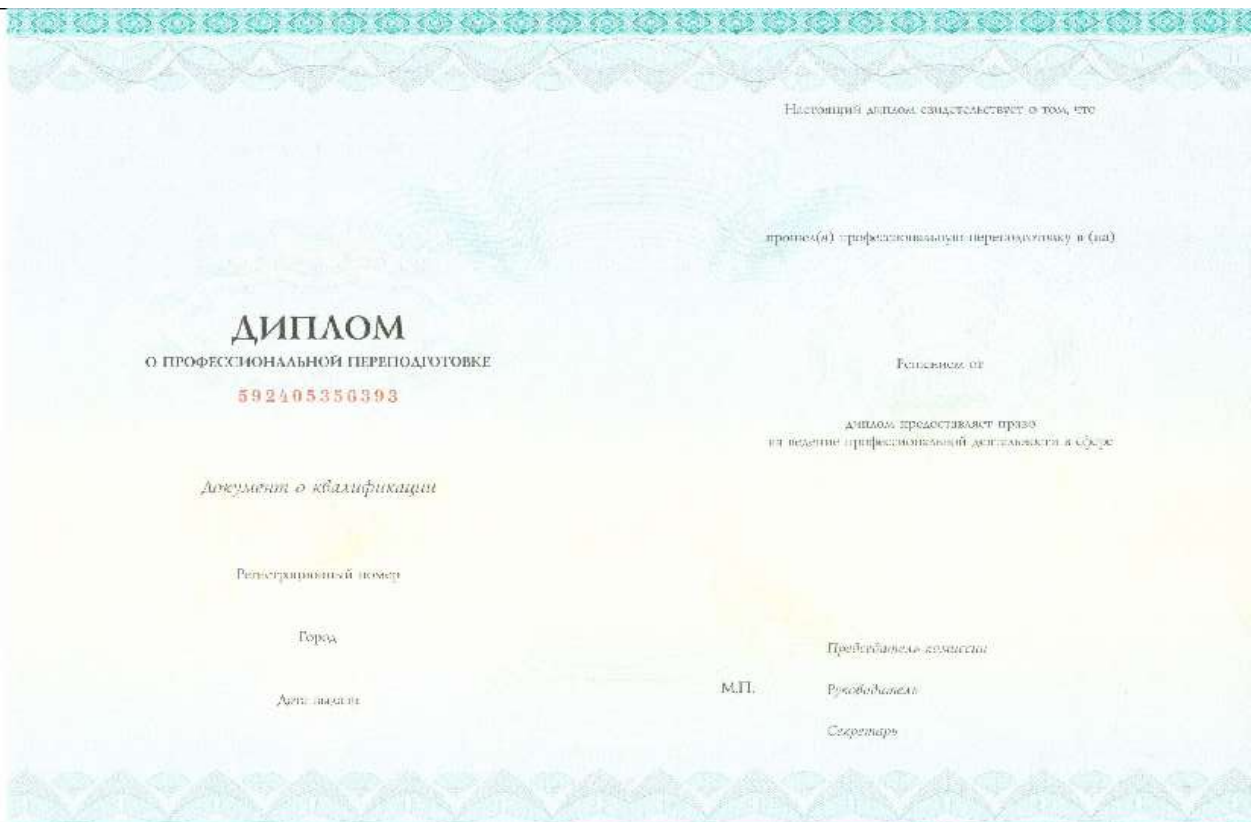 ДИПЛОМ
О ПРОФЕССИОНАЛЬНОЙ ПЕРЕПОДГОТОВКЕ
592405356393
Документ о квалификации
Регистрационный номер
Город
Дата выдачи
Настоящий диплом свидетельствует о том, что
прошел(а) профессиональную переподготовку в (на)
Решением от
диплом предоставляет право
на ведение профессиональной деятельности в сфере
Председатель комиссии
М.П. Руководитель
Секретарь